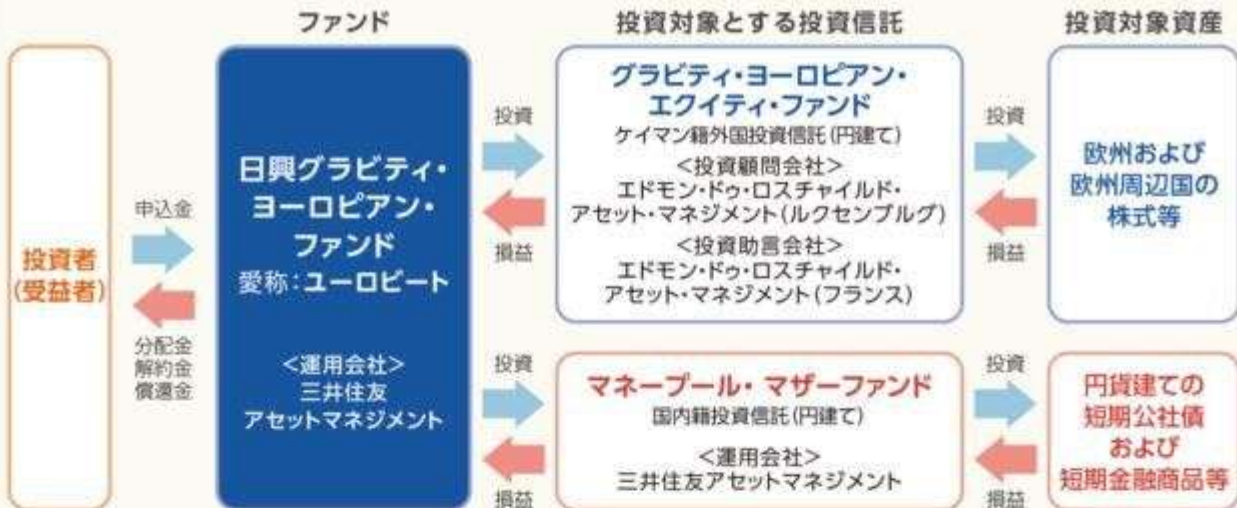 ファンド
投資対象とする投資信託
投資対象資産
投資者
(受益者)
申込金
分配金
解約金
償還金
日興グラビティ・
ヨーロピアン・
ファンド
愛称:ユーロビート
<運用会社>
三井住友
アセットマネジメント
投資
損益
グラビティ・ヨーロピアン・
エクイティ・ファンド
ケイマン籍外国投資信託(円建て)
<投資顧問会社>
エドモン・ドゥ・ロスチャイルド・
アセット・マネジメント(ルクセンブルグ)
<投資助言会社>
エドモン・ドゥ・ロスチャイルド・
アセット・マネジメント(フランス)
投資
損益
欧州および
欧州周辺国の
株式等
投資
損益
マネープール・マザーファンド
国内籍投資信託(円建て)
<運用会社>
三井住友アセットマネジメント
投資
損益
円貨建ての
短期公社債
および
短期金融商品等